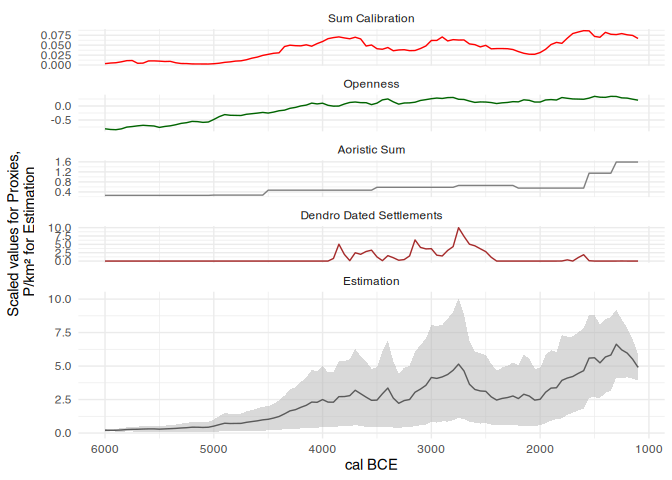 Sum Calibration
0.075
0.050
0.025
0.000
Openness
0.0
-0.5
Aoristic Sum
1.6
1.2
0.8
0.4
Dendro Dated Settlements
10.0
7.5
5.0
2.5
0.0
Estimation
10.0
7.5
5.0
2.5
0.0
6000 5000 4000 3000 2000 1000
cal BCE
Scaled values for Proxies,
P/km² for Estimation